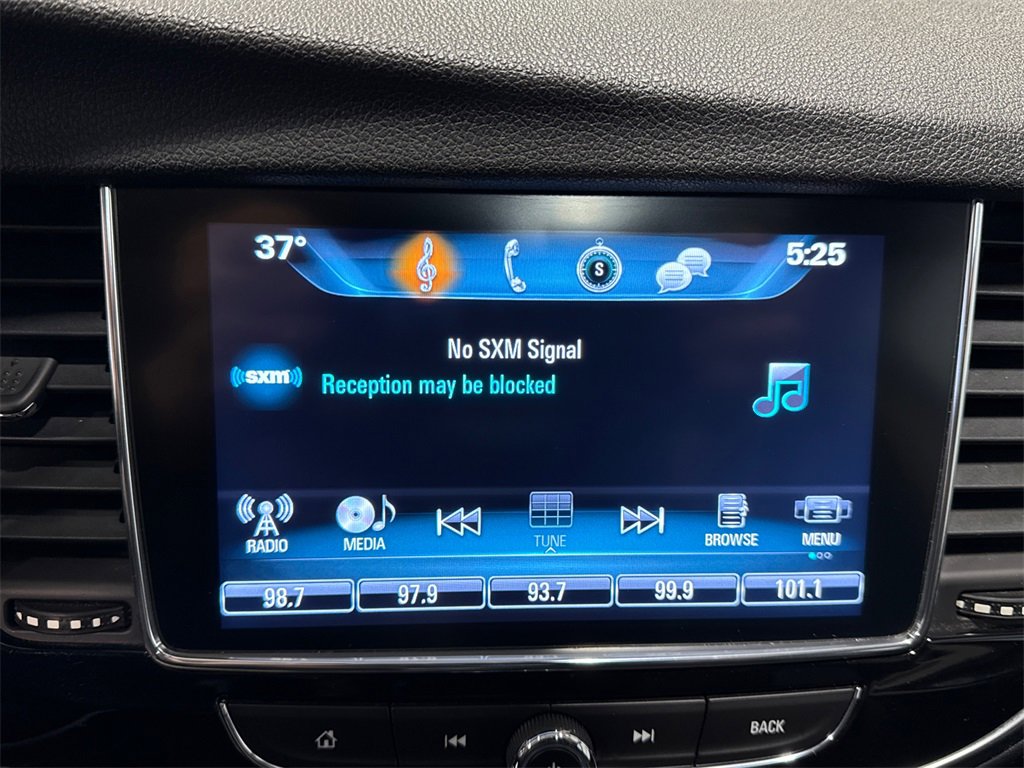 37°
5:25
S
No SXM Signal
((sxm))
Reception may be blocked
RADIO
MEDIA
TUNE
BROWSE
MENU
98.7
97.9
93.7
99.9
101.1
BACK